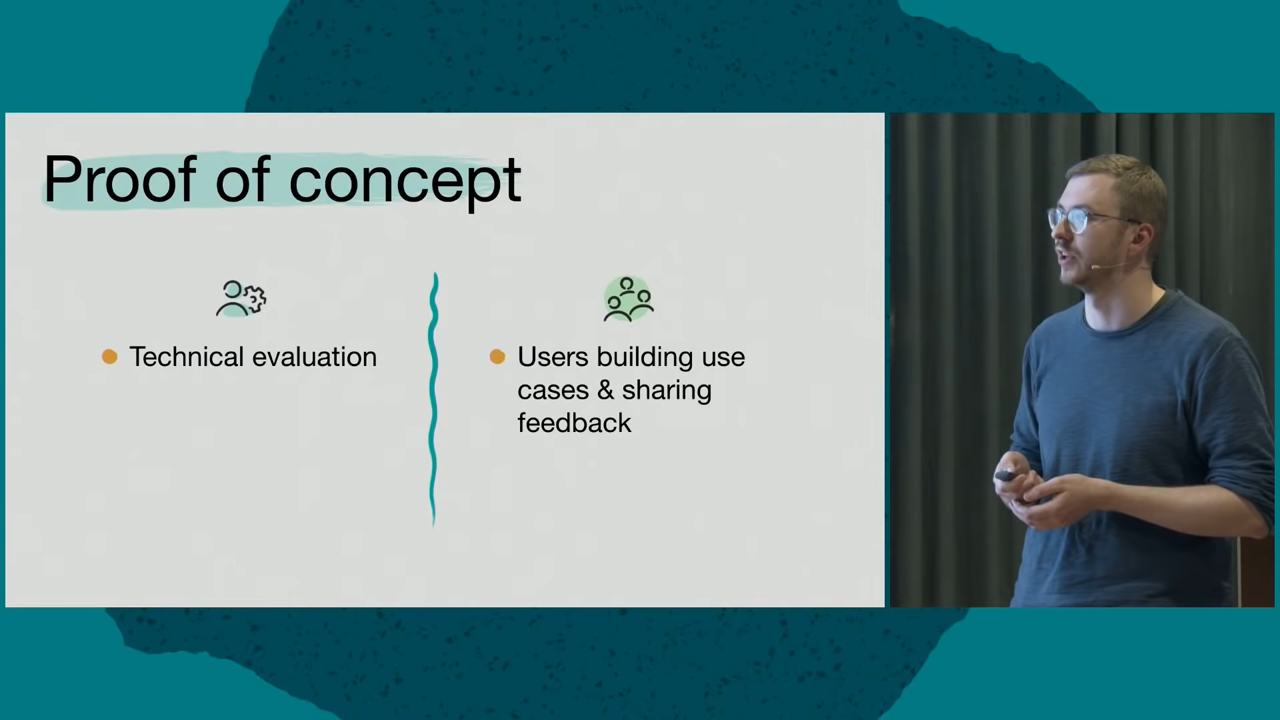 Proof of concept
Technical evaluation
Users building use
cases & sharing
feedback